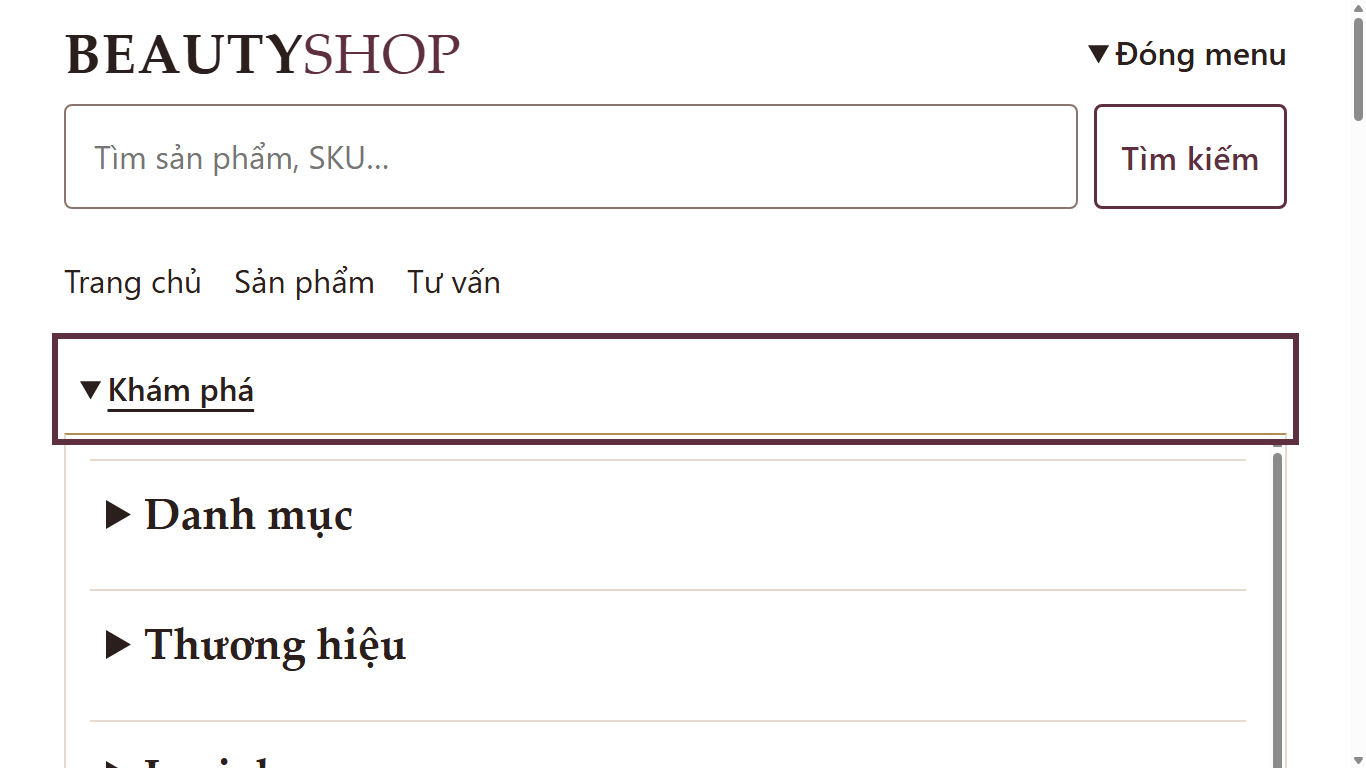 BEAUTYSHOP
Đóng menu
Tìm sản phẩm, SKU...
Tìm kiếm
Trang chủ Sản phẩm Tư vấn
Khám phá
Danh mục
Thương hiệu